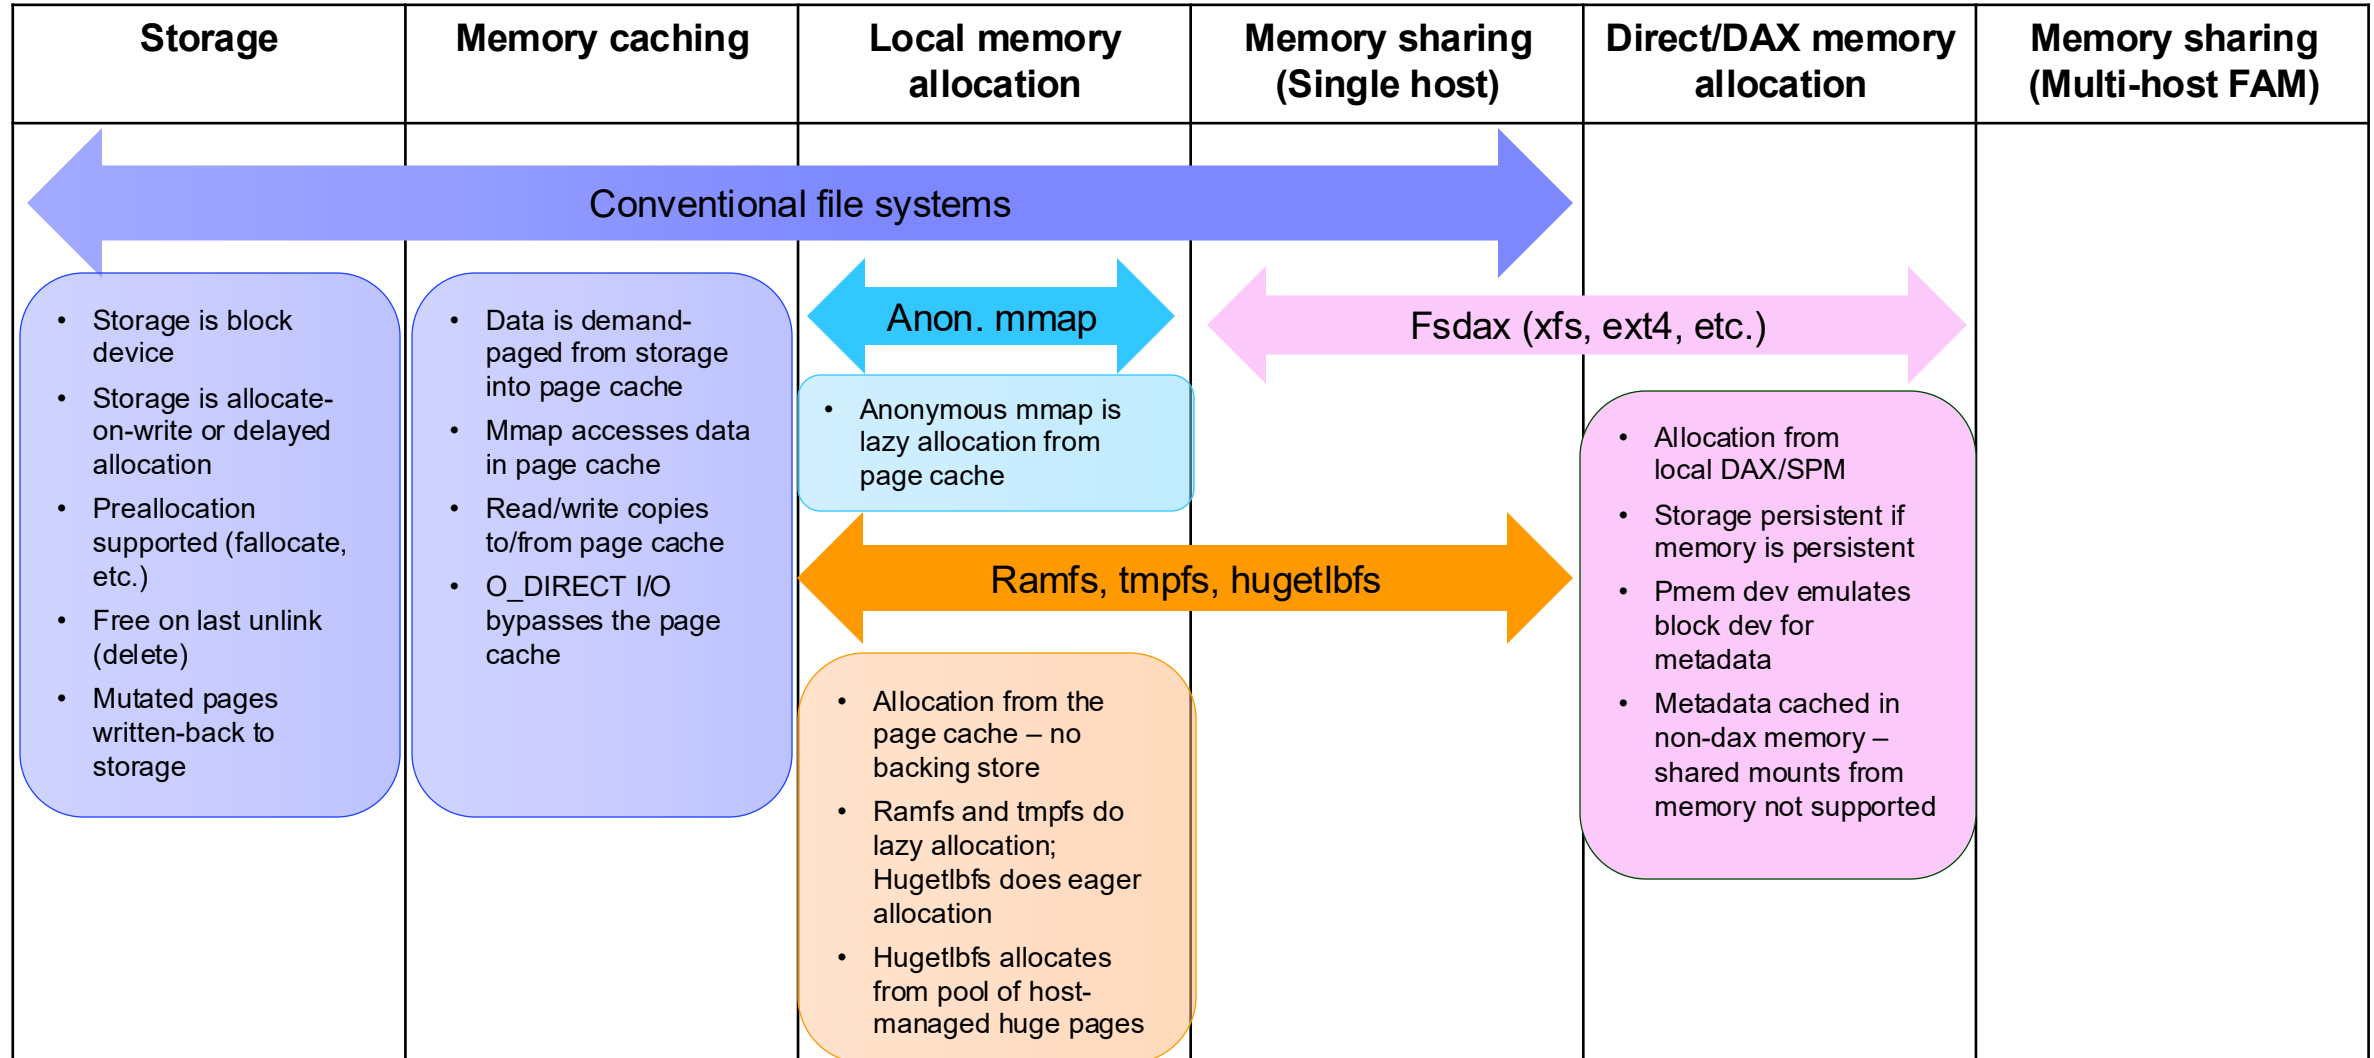 Storage
Memory caching
Local memory
allocation
Memory sharing
(Single host)
Direct/DAX memory
allocation
Memory sharing
(Multi-host FAM)
Conventional file systems
• Storage is block
device
• Storage is allocate-
on-write or delayed
allocation
• Preallocation
supported (fallocate,
etc.)
• Free on last unlink
(delete)
• Mutated pages
written-back to
storage
• Data is demand-
paged from storage
into page cache
• Mmap accesses data
in page cache
• Read/write copies
to/from page cache
• O_DIRECT I/O
bypasses the page
cache
Anon. mmap
• Anonymous mmap is
lazy allocation from
page cache
Ramfs, tmpfs, hugetlbfs
• Allocation from the
page cache – no
backing store
• Ramfs and tmpfs do
lazy allocation;
Hugetlbfs does eager
allocation
• Hugetlbfs allocates
from pool of host-
managed huge pages
Fsdax (xfs, ext4, etc.)
• Allocation from
local DAX/SPM
• Storage persistent if
memory is persistent
• Pmem dev emulates
block dev for
metadata
• Metadata cached in
non-dax memory –
shared mounts from
memory not supported